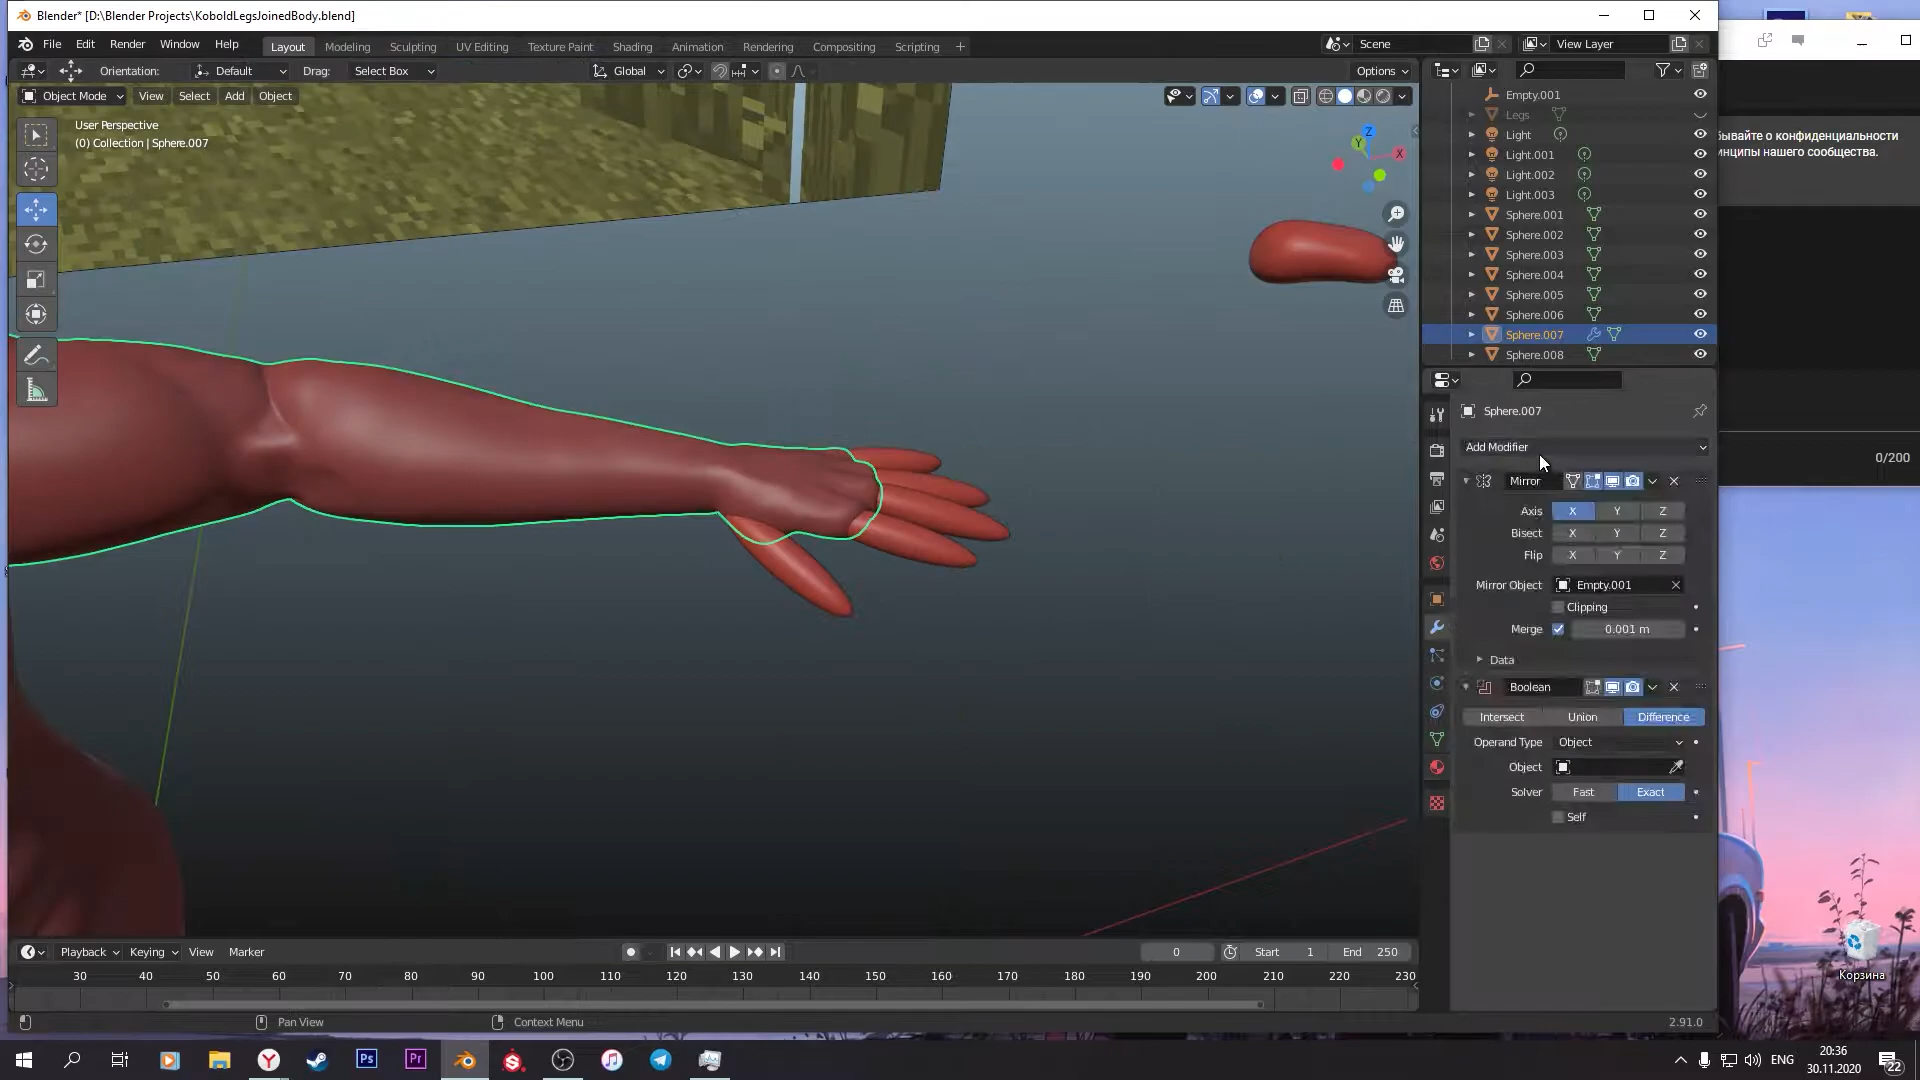 Blender* [D:\Blender Projects\KoboldLegsJoinedBody.blend]
File Edit Render Window Help
Layout Modeling Sculpting UV Editing Texture Paint Shading Animation Rendering Compositing Scripting +
Scene
View Layer
Orientation: Default Drag: Select Box Global Options
Object Mode View Select Add Object
User Perspective
(0) Collection | Sphere.007
Z
Y
X
Empty.001
Legs
Light
Light.001
Light.002
Light.003
Sphere.001
Sphere.002
Sphere.003
Sphere.004
Sphere.005
Sphere.006
Sphere.007
Sphere.008
Sphere.007
Add Modifier
Mirror
Axis X Y Z
Bisect X Y Z
Flip X Y Z
Mirror Object Empty.001
Clipping
Merge 0.001 m
Data
Boolean
Intersect Union Difference
Operand Type Object
Object
Solver Fast Exact
Self
бывайте о конфиденциальности
инципы нашего сообщества.
0/200
Корзина
Playback Keying View Marker 0 Start 1 End 250
30 40 50 60 70 80 90 100 110 120 130 140 150 160 170 180 190 200 210 220 230
Pan View Context Menu 2.91.0
Ps Pr ENG 20:36
30.11.2020
22